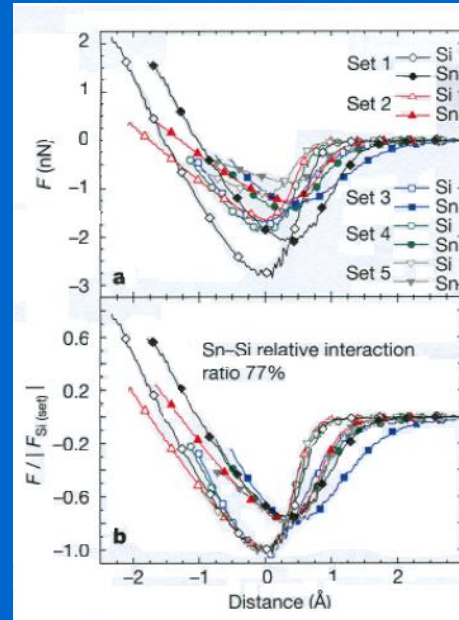 2
1
0
−1
−2
−3
F (nN)
Set 1
Si
Sn
Set 2
Si
Sn
Set 3
Si
Sn
Set 4
Si
Sn
Set 5
Si
Sn
a
0.6
0.2
-0.2
-0.6
-1.0
F / | F Si (set) |
Sn–Si relative interaction
ratio 77%
b
−2
−1
0
1
2
Distance (Å)